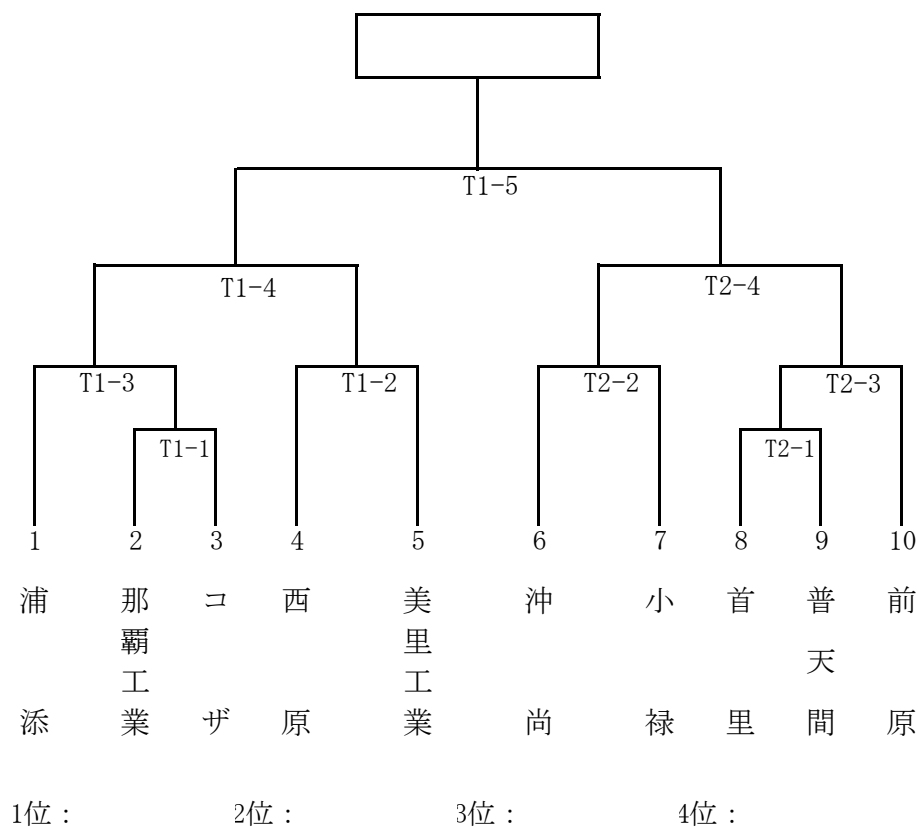 T1-5
T1-4 T2-4
T1-3 T1-2 T2-2 T2-3
T1-1 T2-1
1 2 3 4 5 6 7 8 9 10
浦添 那覇工業 コザ 西原 美里工業 沖尚 小禄 首里 普天間 前原
1位： 2位： 3位： 4位：